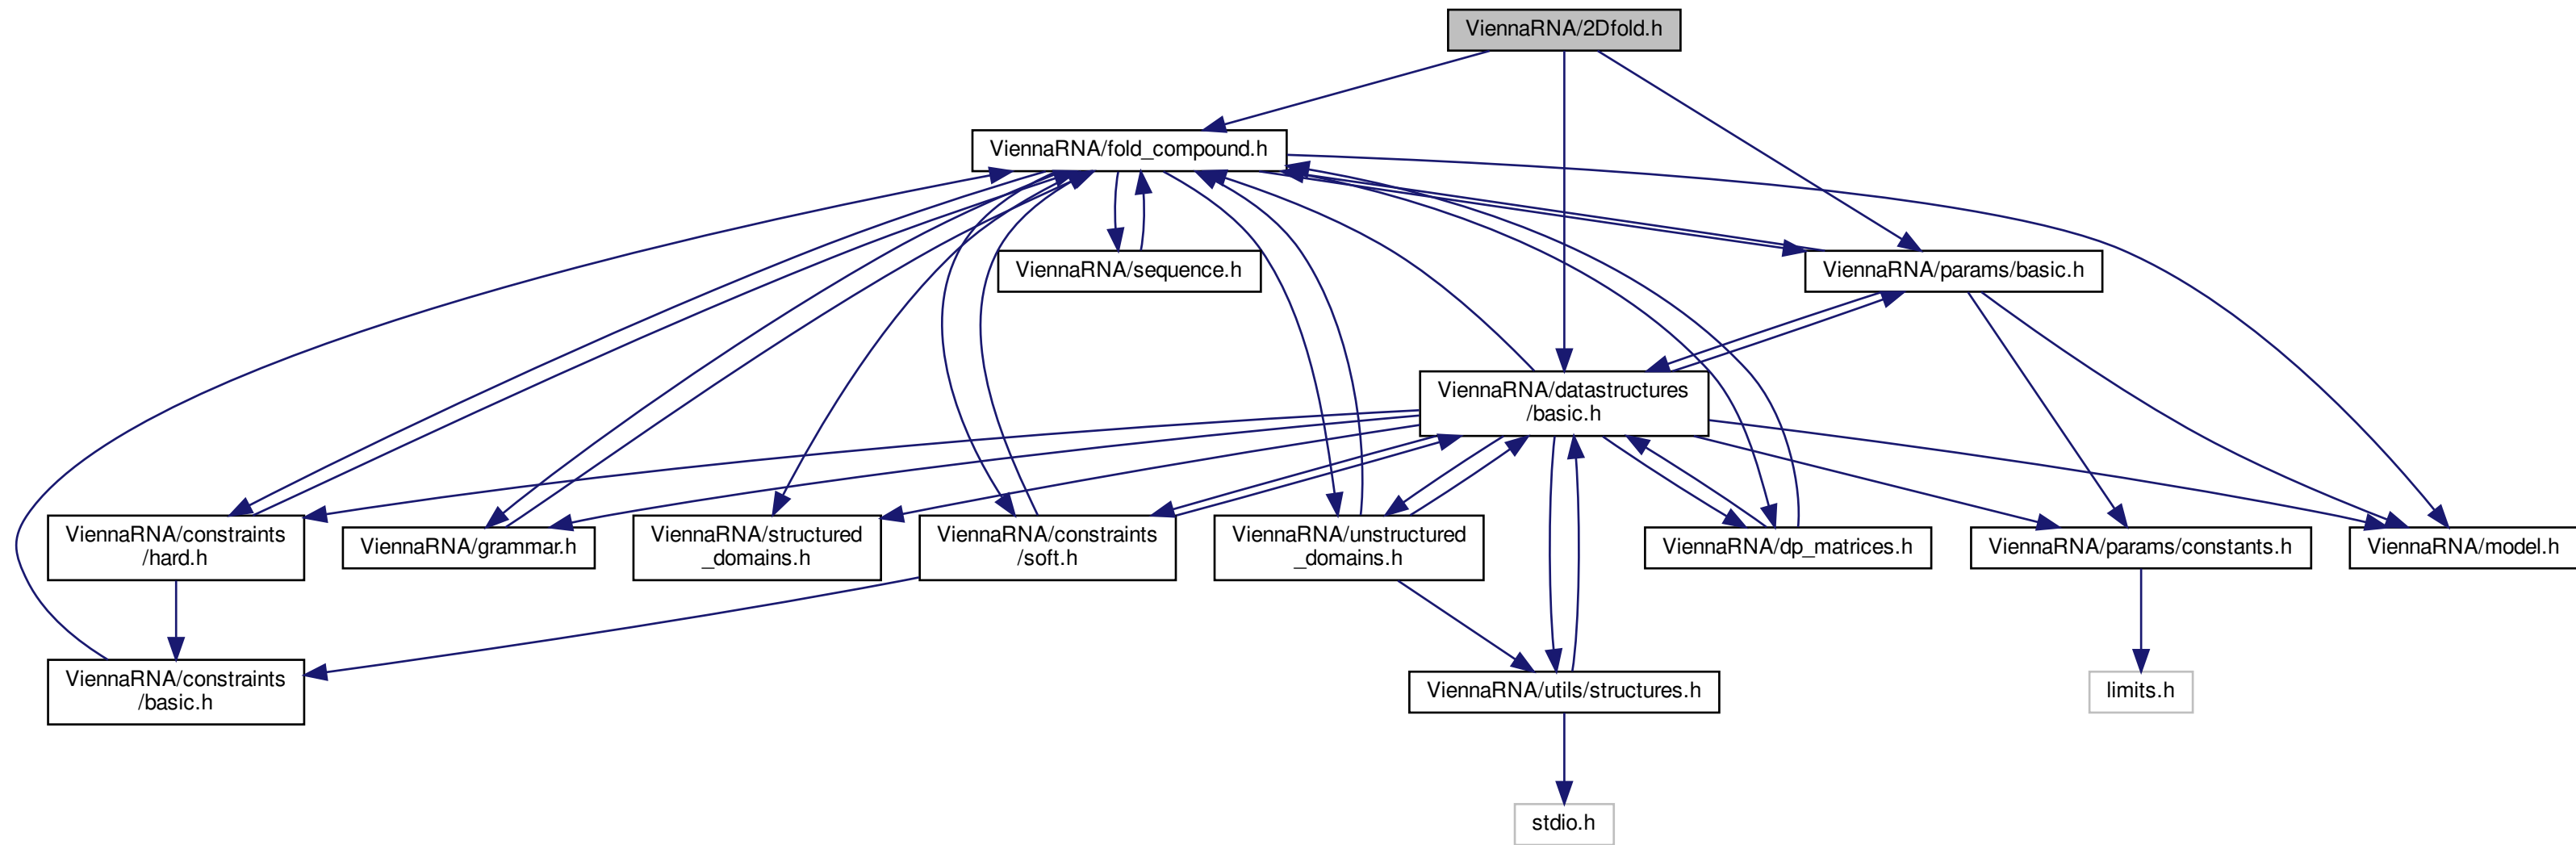 ViennaRNA/2Dfold.h
ViennaRNA/fold_compound.h
ViennaRNA/sequence.h
ViennaRNA/params/basic.h
ViennaRNA/datastructures
/basic.h
ViennaRNA/constraints
/hard.h
ViennaRNA/grammar.h
ViennaRNA/structured
_domains.h
ViennaRNA/constraints
/soft.h
ViennaRNA/unstructured
_domains.h
ViennaRNA/dp_matrices.h
ViennaRNA/params/constants.h
ViennaRNA/model.h
ViennaRNA/constraints
/basic.h
ViennaRNA/utils/structures.h
limits.h
stdio.h